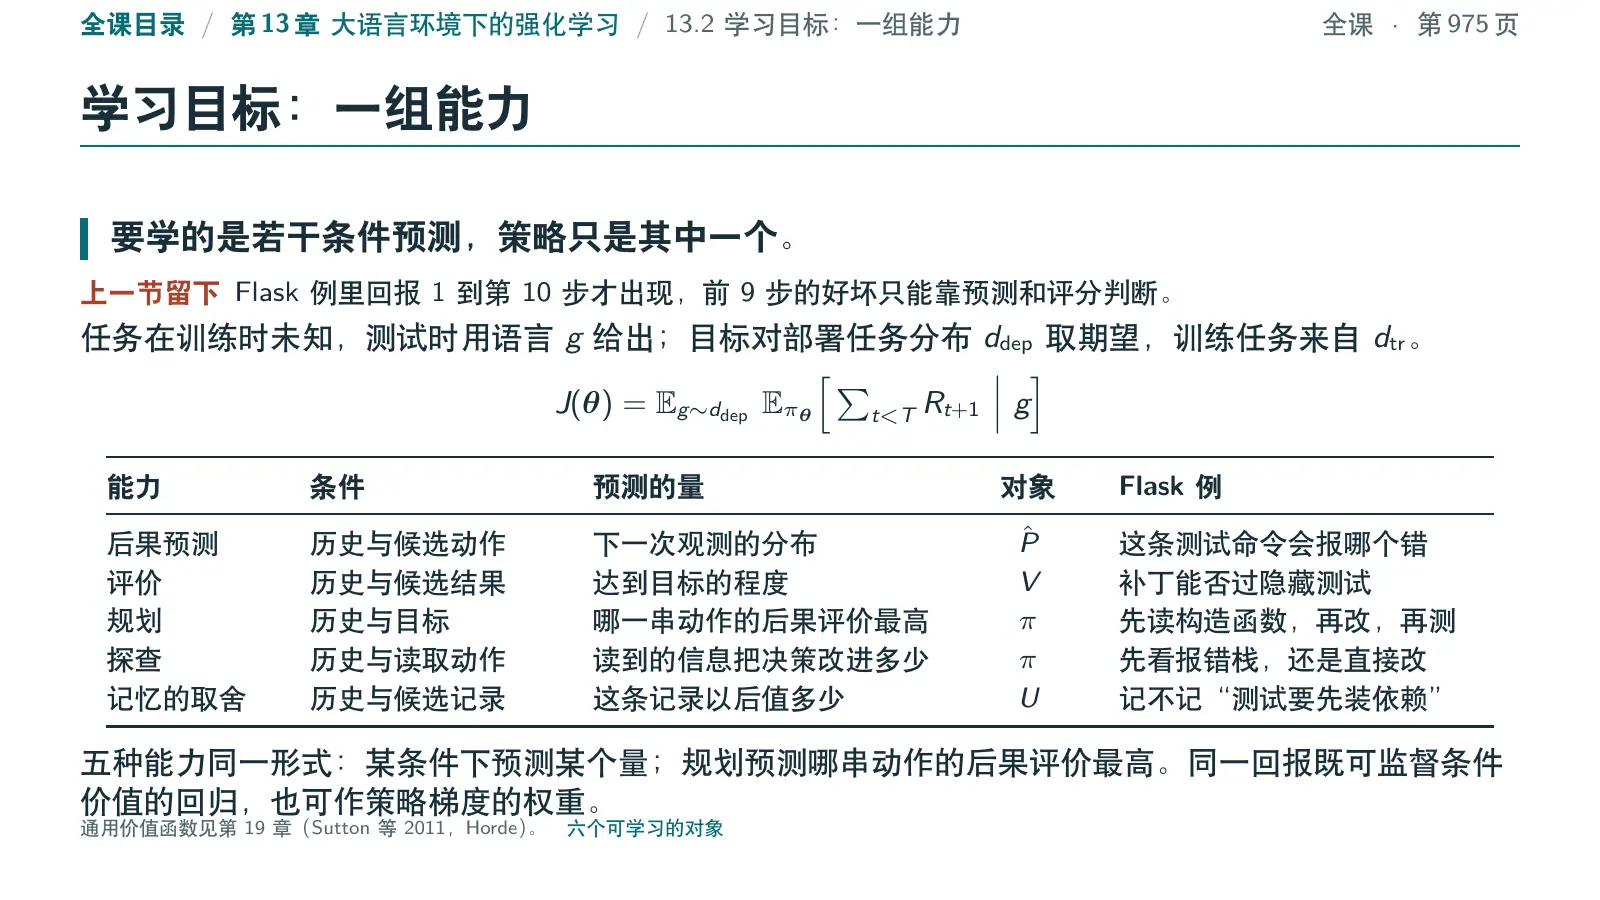 全课目录 / 第 13 章 大语言环境下的强化学习 / 13.2 学习目标：一组能力 全课 · 第 975 页
学习目标：一组能力
要学的是若干条件预测，策略只是其中一个。
上一节留下 Flask 例里回报 1 到第 10 步才出现，前 9 步的好坏只能靠预测和评分判断。
任务在训练时未知，测试时用语言 g 给出；目标对部署任务分布 d_dep 取期望，训练任务来自 d_tr。
J(θ) = 𝔼_{g∼d_dep} 𝔼_{π_θ} [ ∑_{t<T} R_{t+1} | g ]
能力 条件 预测的量 对象 Flask 例
后果预测 历史与候选动作 下一次观测的分布 P̂ 这条测试命令会报哪个错
评价 历史与候选结果 达到目标的程度 V 补丁能否过隐藏测试
规划 历史与目标 哪一串动作的后果评价最高 π 先读构造函数，再改，再测
探查 历史与读取动作 读到的信息把决策改进多少 π 先看报错栈，还是直接改
记忆的取舍 历史与候选记录 这条记录以后值多少 U 记不记“测试要先装依赖”
五种能力同一形式：某条件下预测某个量；规划预测哪串动作的后果评价最高。同一回报既可监督条件
价值的回归，也可作策略梯度的权重。
通用价值函数见第 19 章（Sutton 等 2011，Horde）。 六个可学习的对象